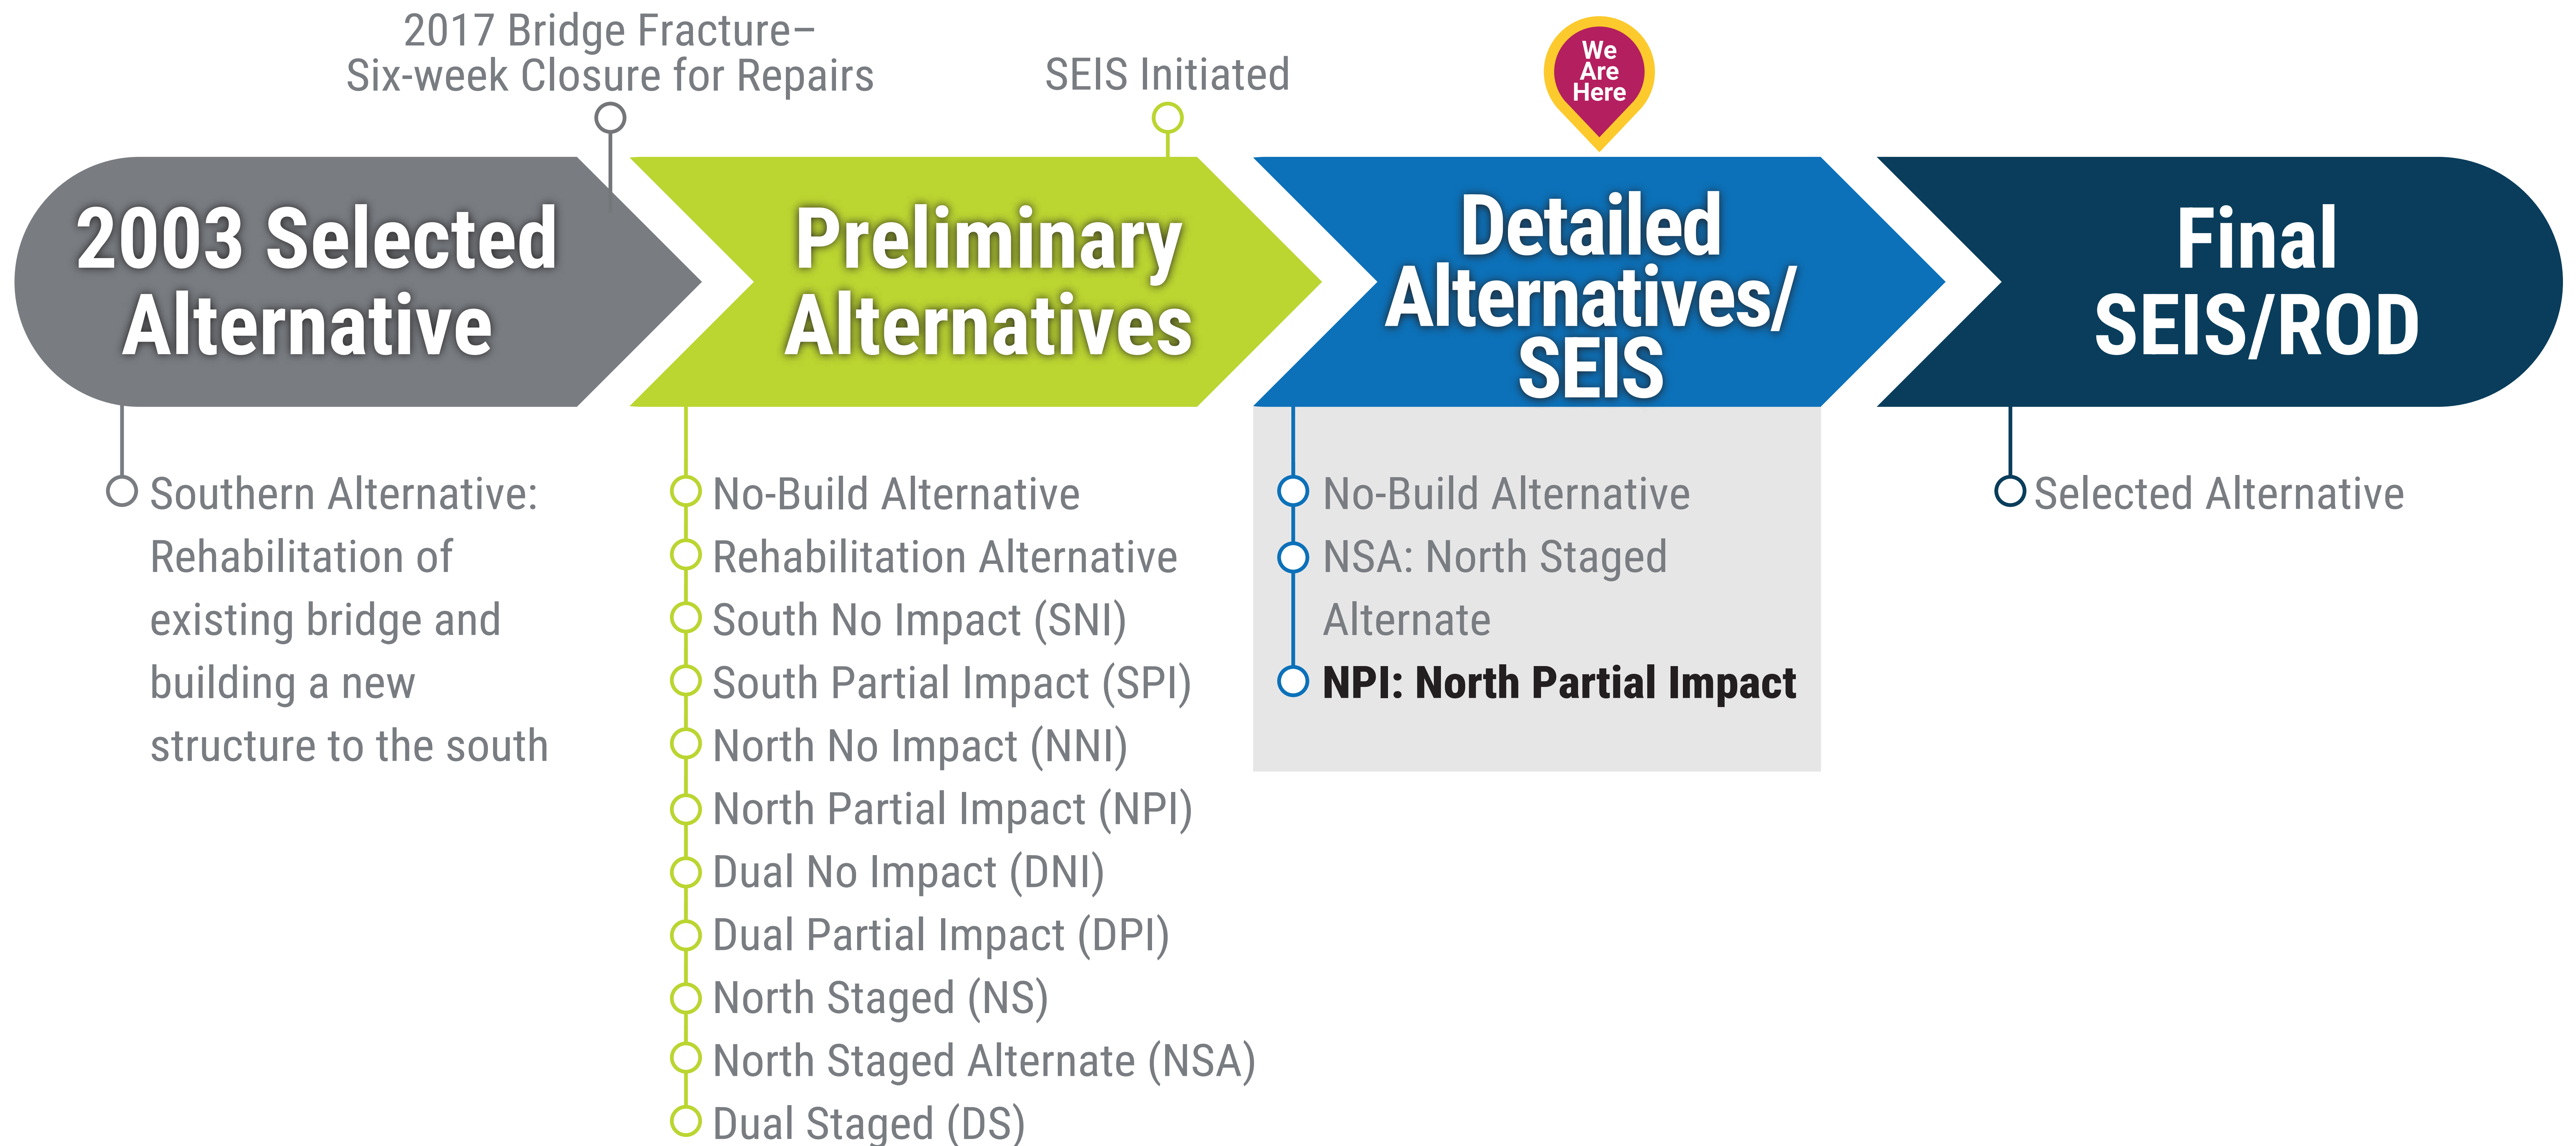 2017 Bridge Fracture–
Six-week Closure for Repairs
SEIS Initiated
We
Are
Here
2003 Selected
Alternative
Southern Alternative:
Rehabilitation of
existing bridge and
building a new
structure to the south
Preliminary
Alternatives
No-Build Alternative
Rehabilitation Alternative
South No Impact (SNI)
South Partial Impact (SPI)
North No Impact (NNI)
North Partial Impact (NPI)
Dual No Impact (DNI)
Dual Partial Impact (DPI)
North Staged (NS)
North Staged Alternate (NSA)
Dual Staged (DS)
Detailed
Alternatives/
SEIS
No-Build Alternative
NSA: North Staged
Alternate
NPI: North Partial Impact
Final
SEIS/ROD
Selected Alternative